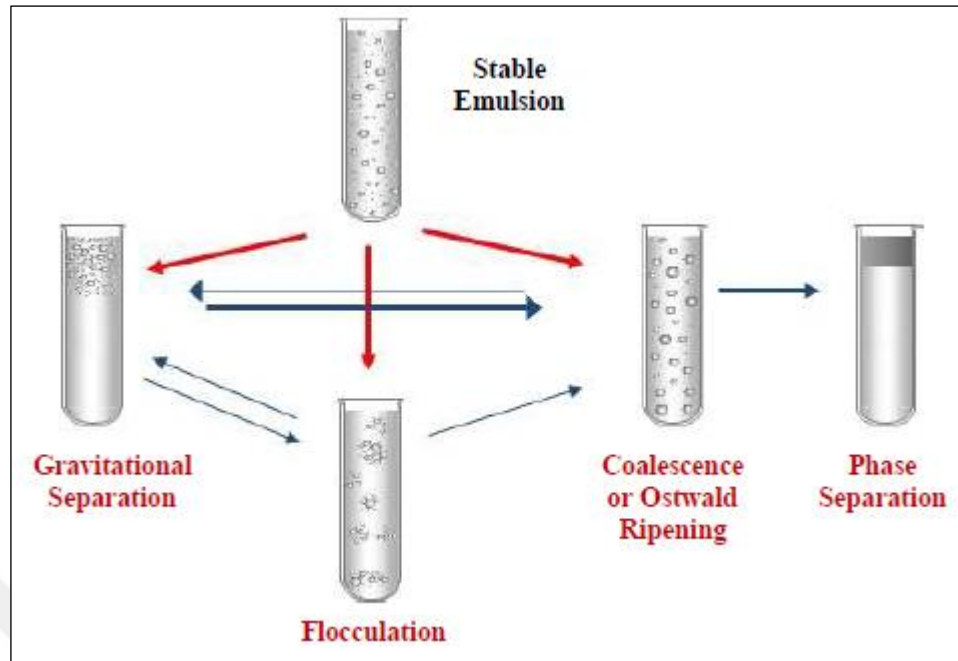 Stable
Emulsion
Gravitational
Separation
Coalescence
or Ostwald
Ripening
Phase
Separation
Flocculation